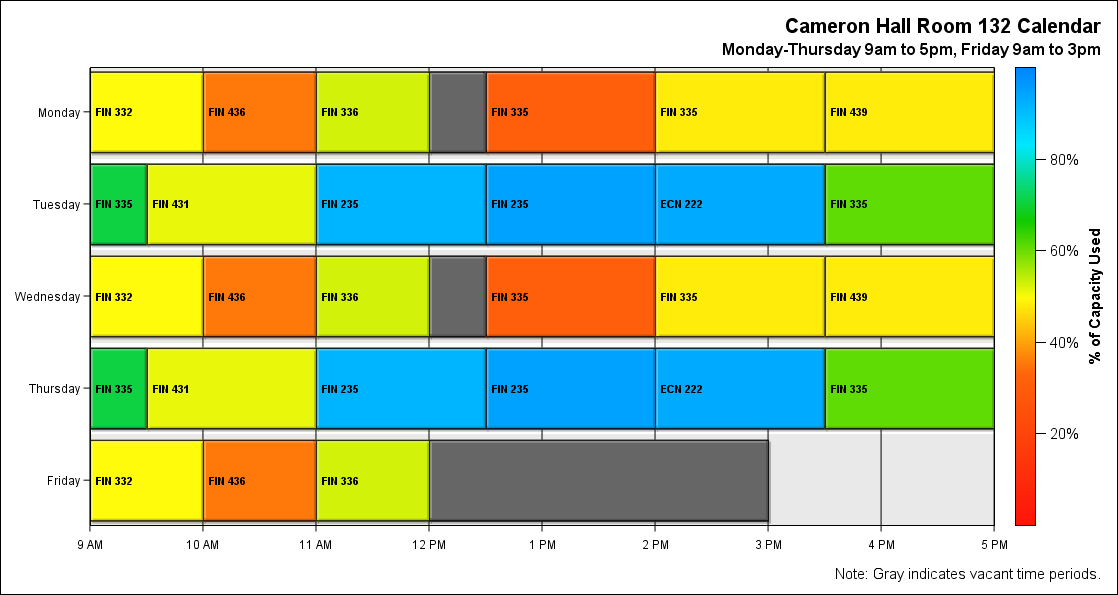 Cameron Hall Room 132 Calendar
Monday-Thursday 9am to 5pm, Friday 9am to 3pm
Monday FIN 332 FIN 436 FIN 336 FIN 335 FIN 335 FIN 439
Tuesday FIN 335 FIN 431 FIN 235 FIN 235 ECN 222 FIN 335
Wednesday FIN 332 FIN 436 FIN 336 FIN 335 FIN 335 FIN 439
Thursday FIN 335 FIN 431 FIN 235 FIN 235 ECN 222 FIN 335
Friday FIN 332 FIN 436 FIN 336
9 AM 10 AM 11 AM 12 PM 1 PM 2 PM 3 PM 4 PM 5 PM
80%
60%
40%
20%
% of Capacity Used
Note: Gray indicates vacant time periods.